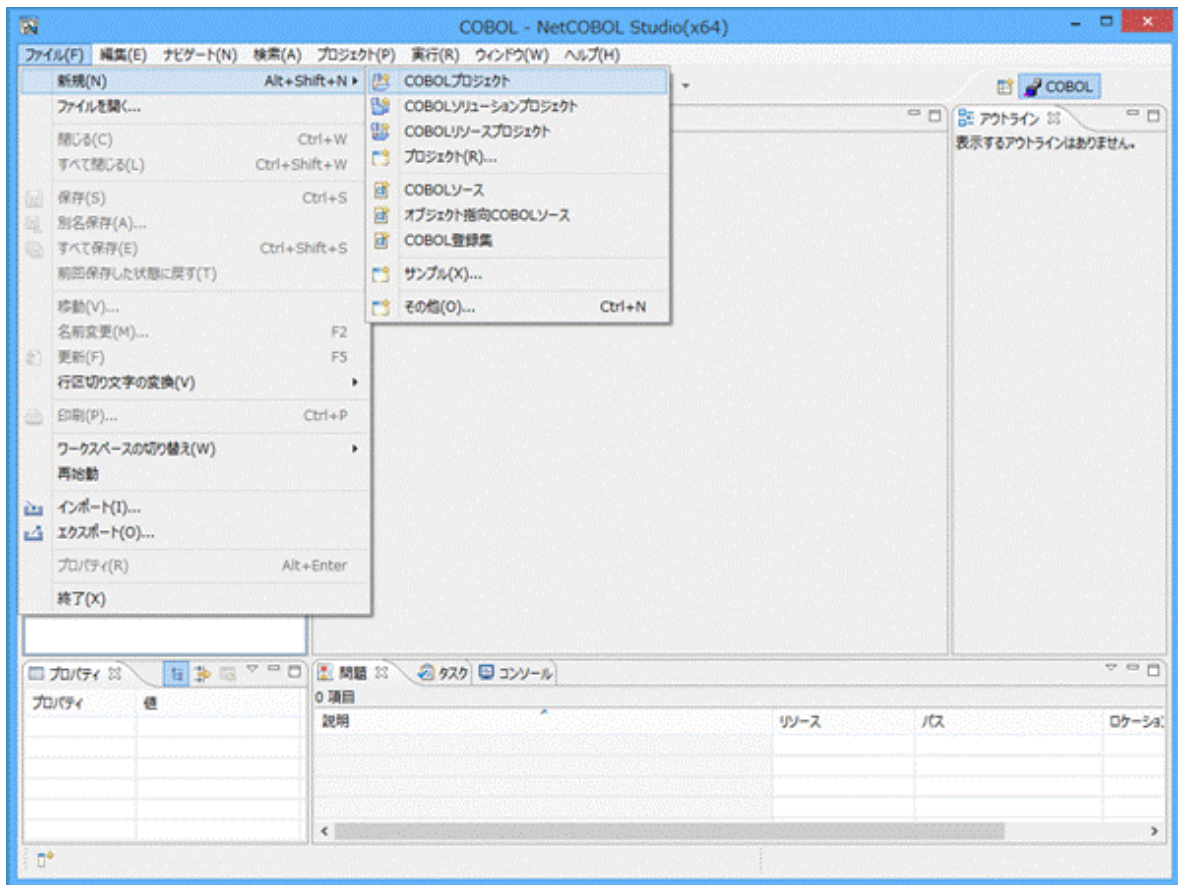 COBOL - NetCOBOL Studio(x64)
ファイル(F) 編集(E) ナビゲート(N) 検索(A) プロジェクト(P) 実行(R) ウィンドウ(W) ヘルプ(H)
新規(N) Alt+Shift+N
ファイルを開く...
閉じる(C) Ctrl+W
すべて閉じる(L) Ctrl+Shift+W
保存(S) Ctrl+S
別名保存(A)...
すべて保存(E) Ctrl+Shift+S
前回保存した状態に戻す(T)
移動(V)...
名前変更(M)... F2
更新(F) F5
行区切り文字の変換(V)
印刷(P)... Ctrl+P
ワークスペースの切り替え(W)
再始動
インポート(I)...
エクスポート(O)...
プロパティ(R) Alt+Enter
終了(X)
COBOLプロジェクト
COBOLソリューションプロジェクト
COBOLリソースプロジェクト
プロジェクト(R)...
COBOLソース
オブジェクト指向COBOLソース
COBOL登録集
サンプル(X)...
その他(O)... Ctrl+N
COBOL
アウトライン
表示するアウトラインはありません。
プロパティ
プロパティ 値
問題 タスク コンソール
0 項目
説明 リソース パス ロケーション